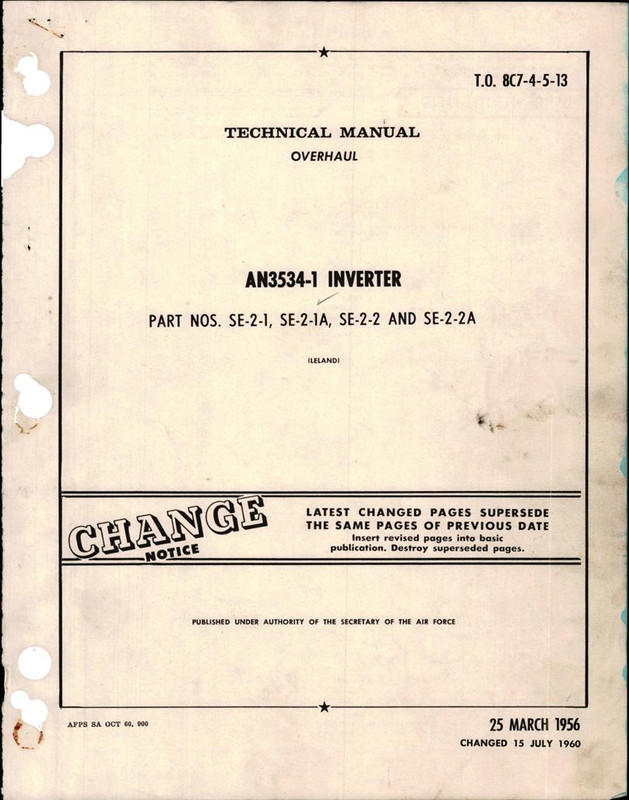 T.O. 8C7-4-5-13
TECHNICAL MANUAL
OVERHAUL
AN3534-1 INVERTER
PART NOS. SE-2-1, SE-2-1A, SE-2-2 AND SE-2-2A
(LELAND)
CHANGE
NOTICE
LATEST CHANGED PAGES SUPERSEDE
THE SAME PAGES OF PREVIOUS DATE
Insert revised pages into basic
publication. Destroy superseded pages.
PUBLISHED UNDER AUTHORITY OF THE SECRETARY OF THE AIR FORCE
AFPS SA OCT 60, 900
25 MARCH 1956
CHANGED 15 JULY 1960